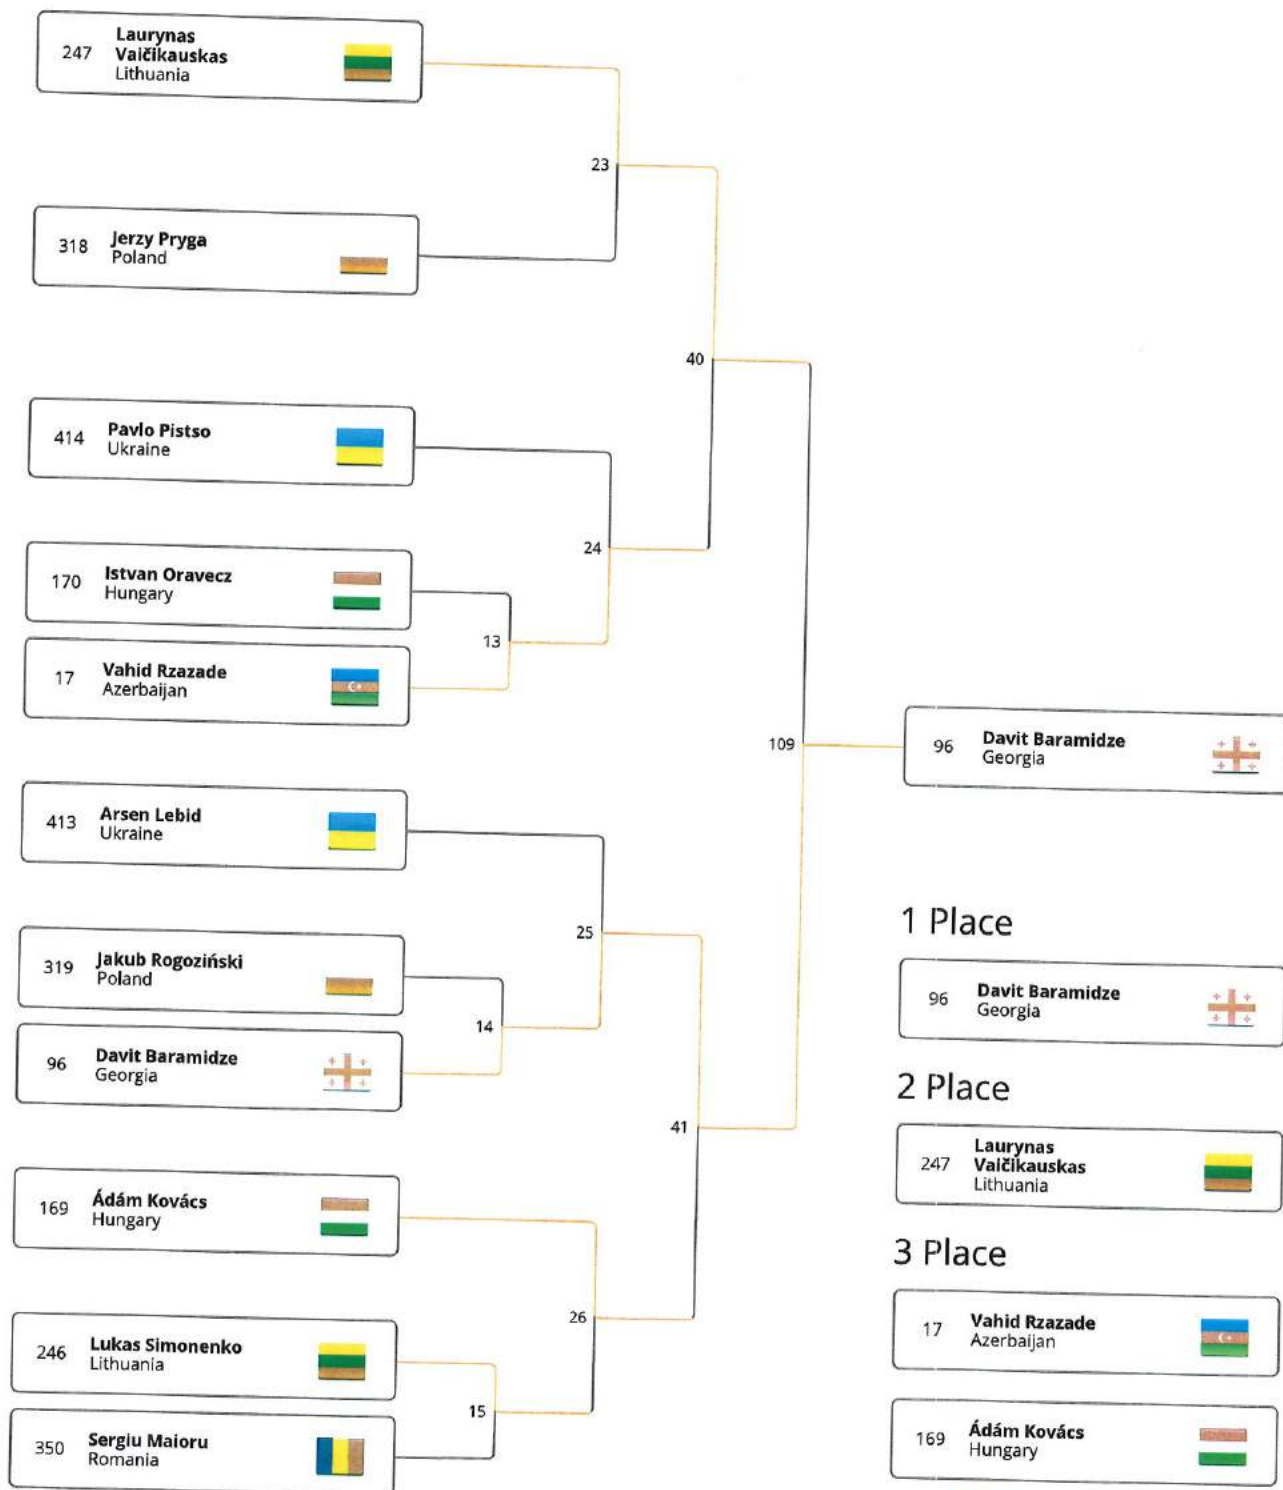 247 Laurynas
Vaičikauskas
Lithuania
23
318 Jerzy Pryga
Poland
40
414 Pavlo Pistso
Ukraine
24
170 Istvan Oravecz
Hungary
13
17 Vahid Rzazade
Azerbaijan
109
96 Davit Baramidze
Georgia
413 Arsen Lebid
Ukraine
25
319 Jakub Rogoziński
Poland
14
96 Davit Baramidze
Georgia
41
169 Ádám Kovács
Hungary
26
246 Lukas Simonenko
Lithuania
15
350 Sergiu Maioru
Romania
1 Place
96 Davit Baramidze
Georgia
2 Place
247 Laurynas
Vaičikauskas
Lithuania
3 Place
17 Vahid Rzazade
Azerbaijan
169 Ádám Kovács
Hungary